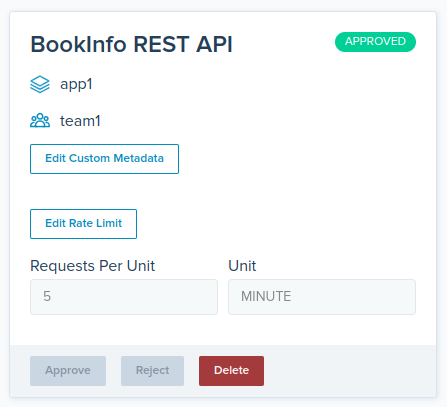 BookInfo REST API
APPROVED
app1
team1
Edit Custom Metadata
Edit Rate Limit
Requests Per Unit
Unit
5
MINUTE
Approve
Reject
Delete